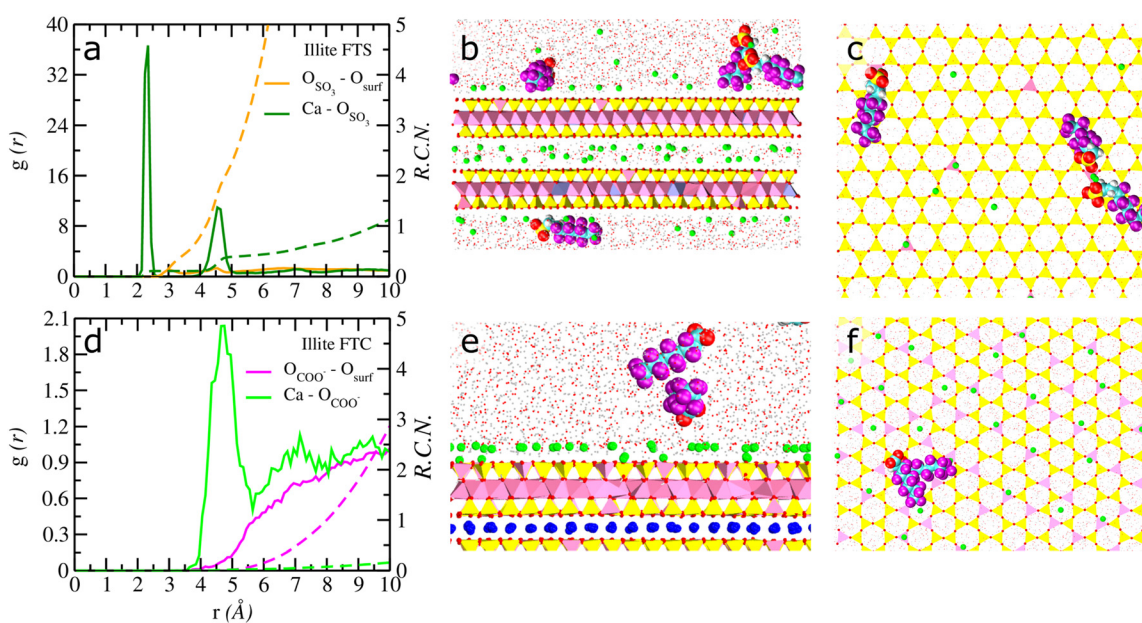 a
Illite FTS
O_SO3 - O_surf
Ca - O_SO3
g (r)
R.C.N.
40
32
24
16
8
0
5
4
3
2
1
0
0 1 2 3 4 5 6 7 8 9 10
b
c
d
Illite FTC
O_COO- - O_surf
Ca - O_COO-
g (r)
R.C.N.
2.1
1.8
1.5
1.2
0.9
0.6
0.3
0
5
4
3
2
1
0
0 1 2 3 4 5 6 7 8 9 10
r (Å)
e
f